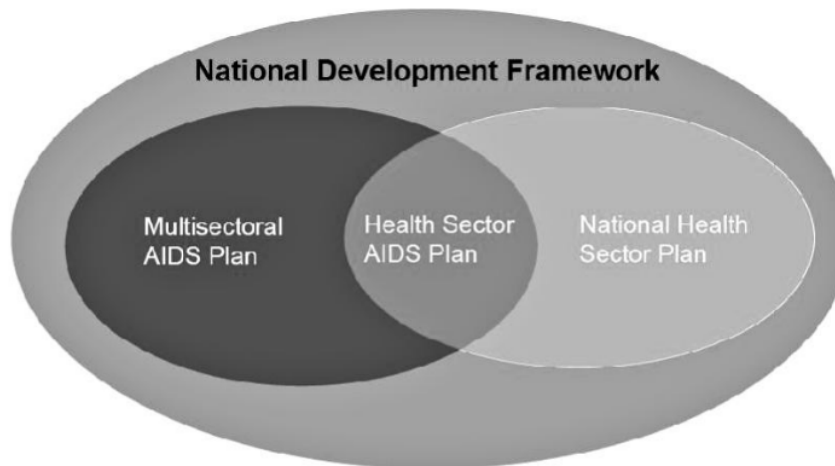 National Development Framework
Multisectoral
AIDS Plan
Health Sector
AIDS Plan
National Health
Sector Plan